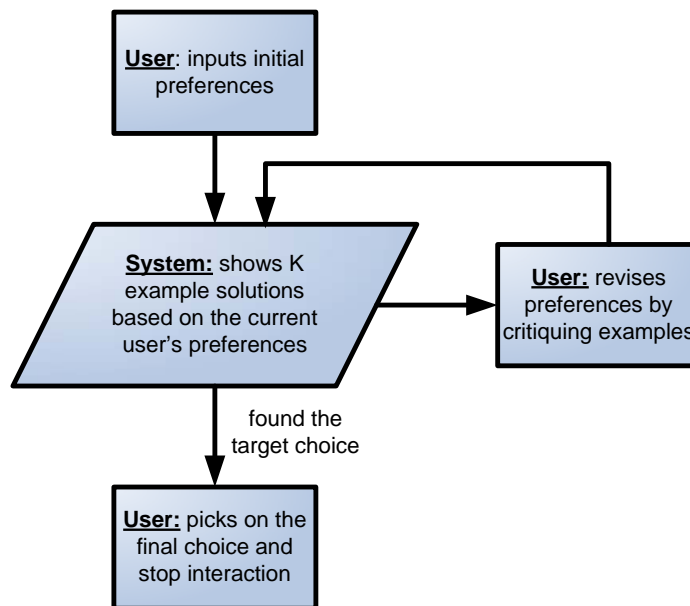 User: inputs initial
preferences
System: shows K
example solutions
based on the current
user's preferences
User: revises
preferences by
critiquing examples
found the
target choice
User: picks on the
final choice and
stop interaction